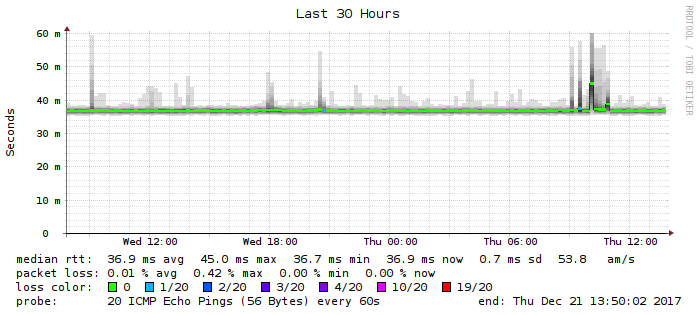 Last 30 Hours
RRDTOOL / TOBI OETIKER
Seconds
60 m
50 m
40 m
30 m
20 m
10 m
0
Wed 12:00 Wed 18:00 Thu 00:00 Thu 06:00 Thu 12:00
median rtt: 36.9 ms avg 45.0 ms max 36.7 ms min 36.9 ms now 0.7 ms sd 53.8 am/s
packet loss: 0.01 % avg 0.42 % max 0.00 % min 0.00 % now
loss color: 0 1/20 2/20 3/20 4/20 10/20 19/20
probe: 20 ICMP Echo Pings (56 Bytes) every 60s end: Thu Dec 21 13:50:02 2017